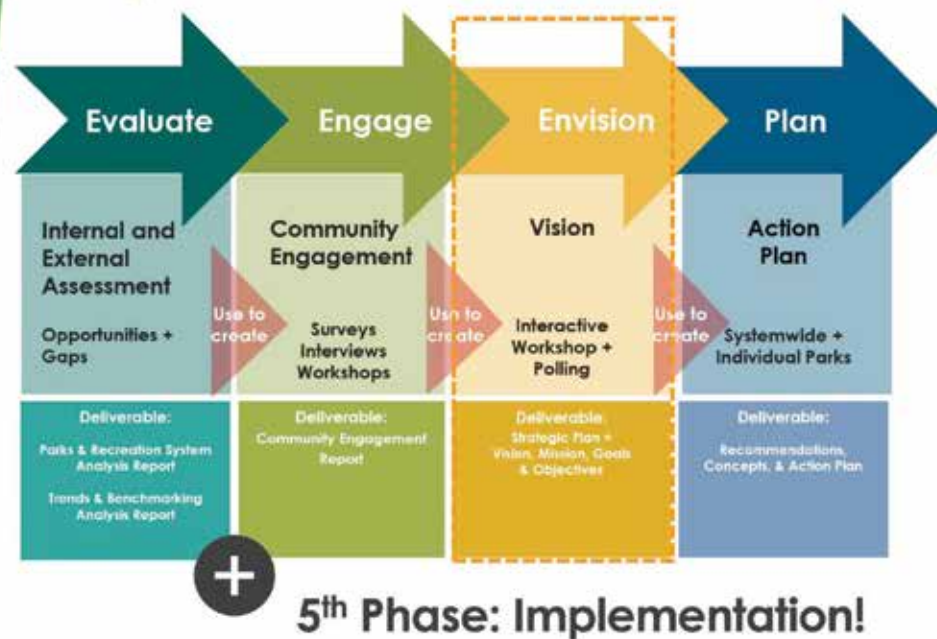 Evaluate
Engage
Envision
Plan
Internal and
External
Assessment
Opportunities +
Gaps
Use to
create
Community
Engagement
Surveys
Interviews
Workshops
Use to
create
Vision
Interactive
Workshop +
Polling
Use to
create
Action
Plan
Systemwide +
Individual Parks
Deliverable:
Parks & Recreation System
Analysis Report
Trends & Benchmarking
Analysis Report
Deliverable:
Community Engagement
Report
Deliverable:
Strategic Plan =
Vision, Mission, Goals
& Objectives
Deliverable:
Recommendations,
Concepts, & Action Plan
+
5th Phase: Implementation!